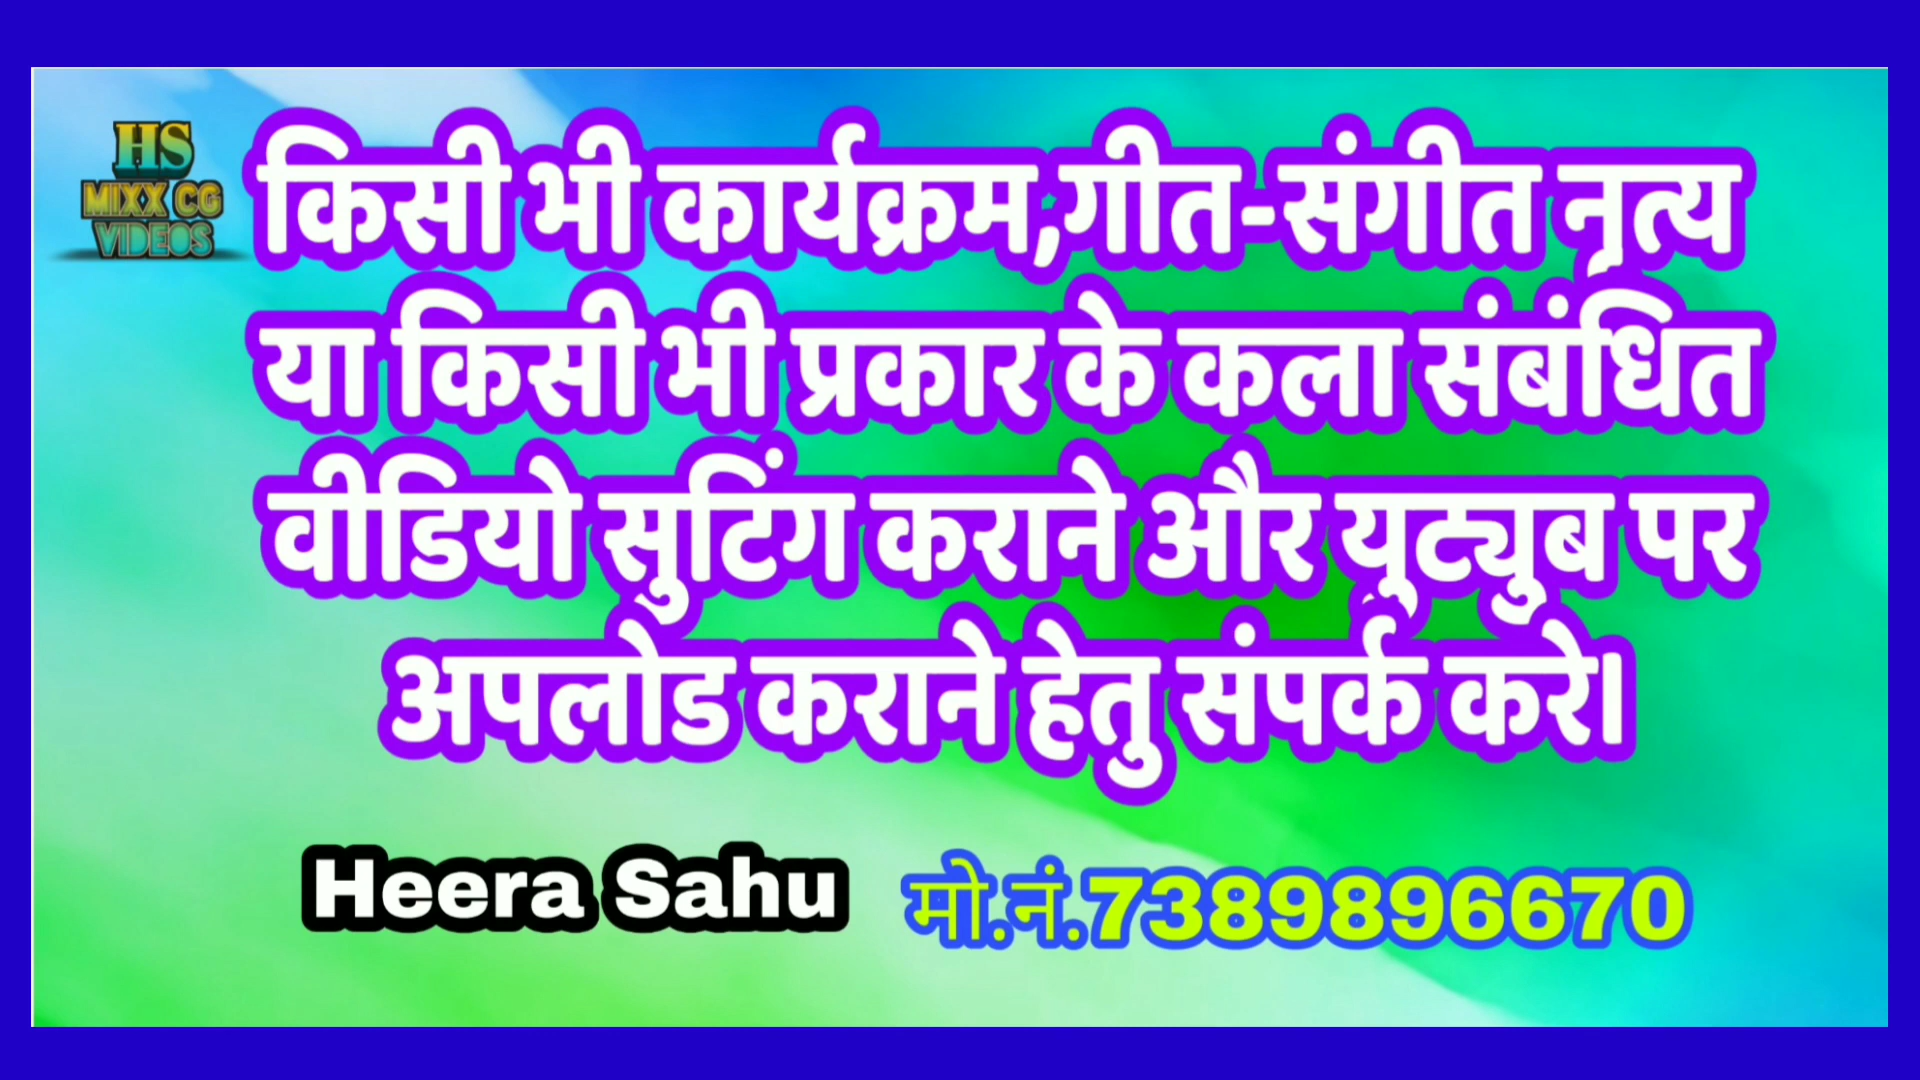 HS
MIXX CG
VIDEOS
किसी भी कार्यक्रम,गीत-संगीत नृत्य
या किसी भी प्रकार के कला संबंधित
वीडियो सुटिंग कराने और युट्युब पर
अपलोड कराने हेतु संपर्क करे।
Heera Sahu
मो.नं.7389896670